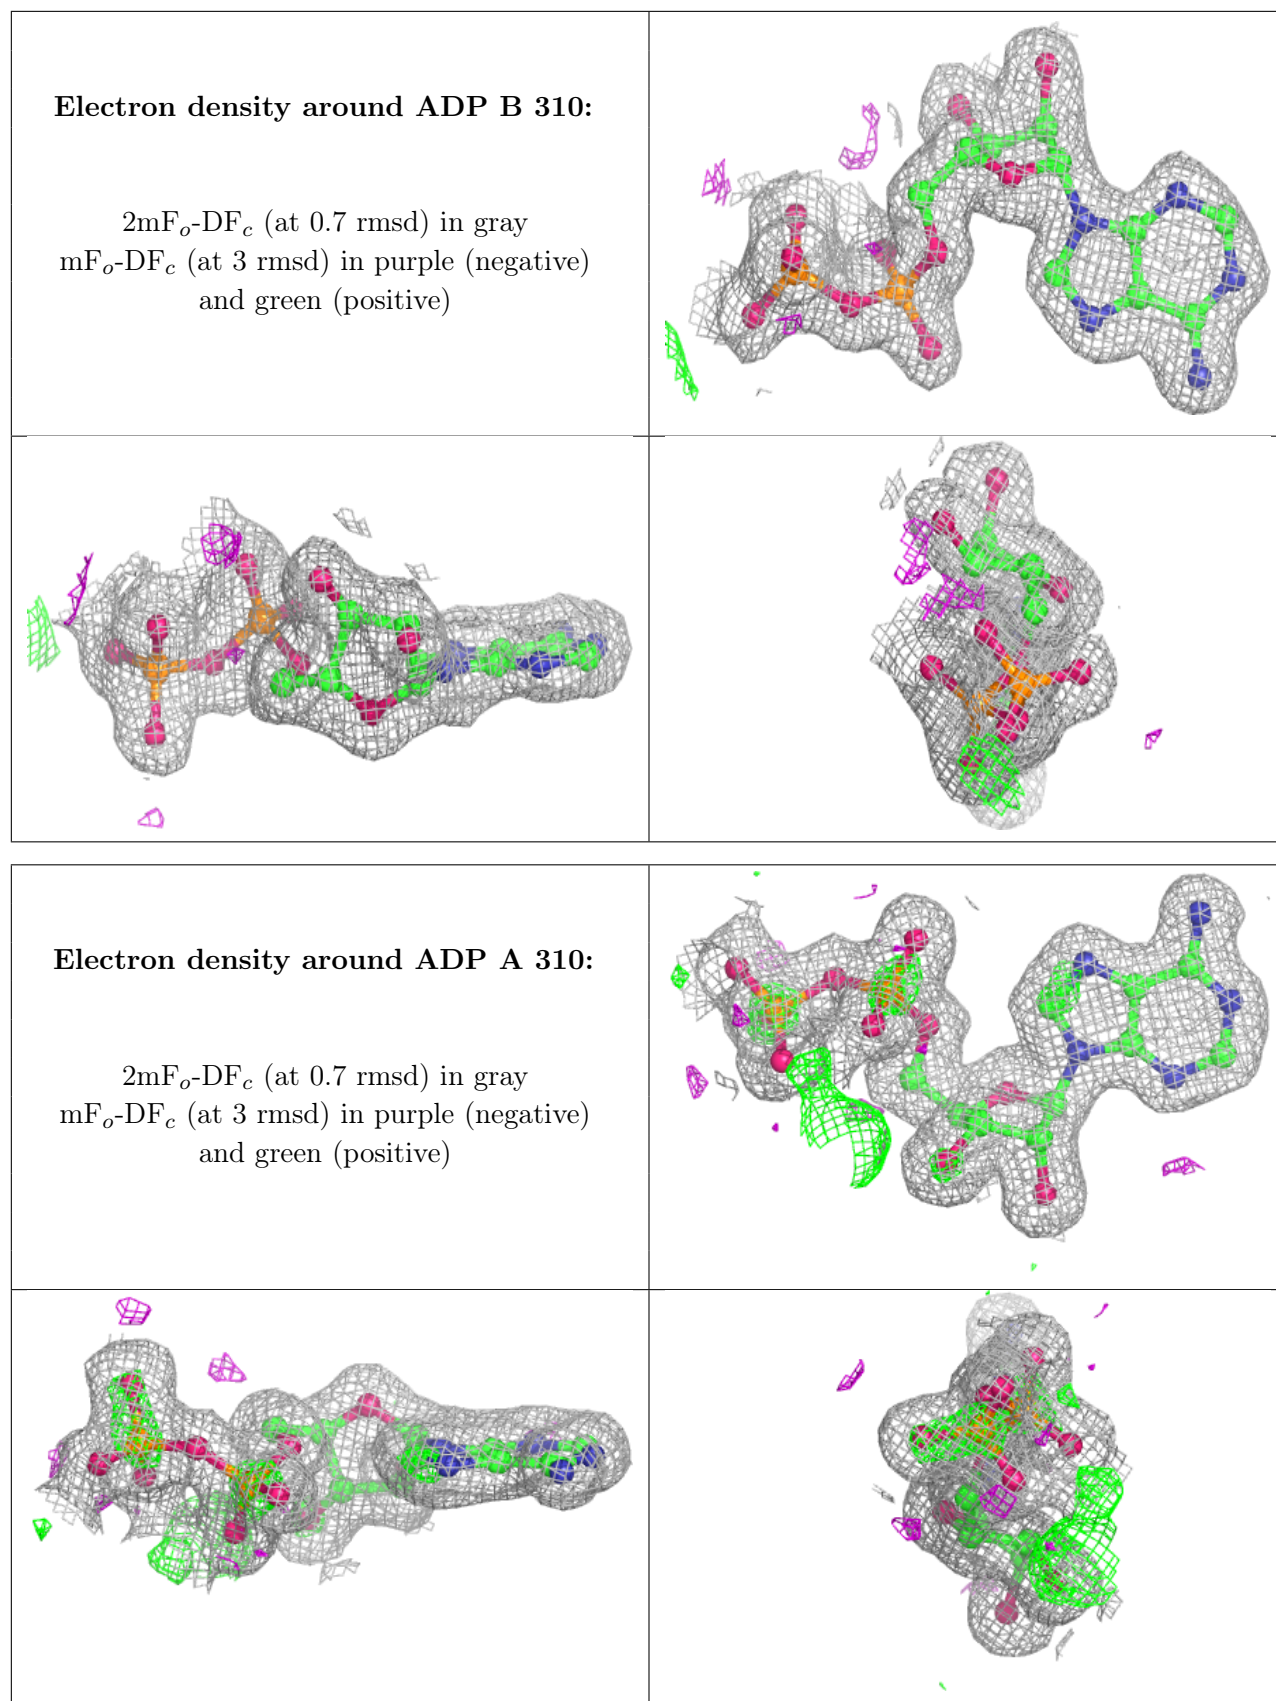 Electron density around ADP B 310:
2mFo-DFc (at 0.7 rmsd) in gray
mFo-DFc (at 3 rmsd) in purple (negative)
and green (positive)
Electron density around ADP A 310:
2mFo-DFc (at 0.7 rmsd) in gray
mFo-DFc (at 3 rmsd) in purple (negative)
and green (positive)